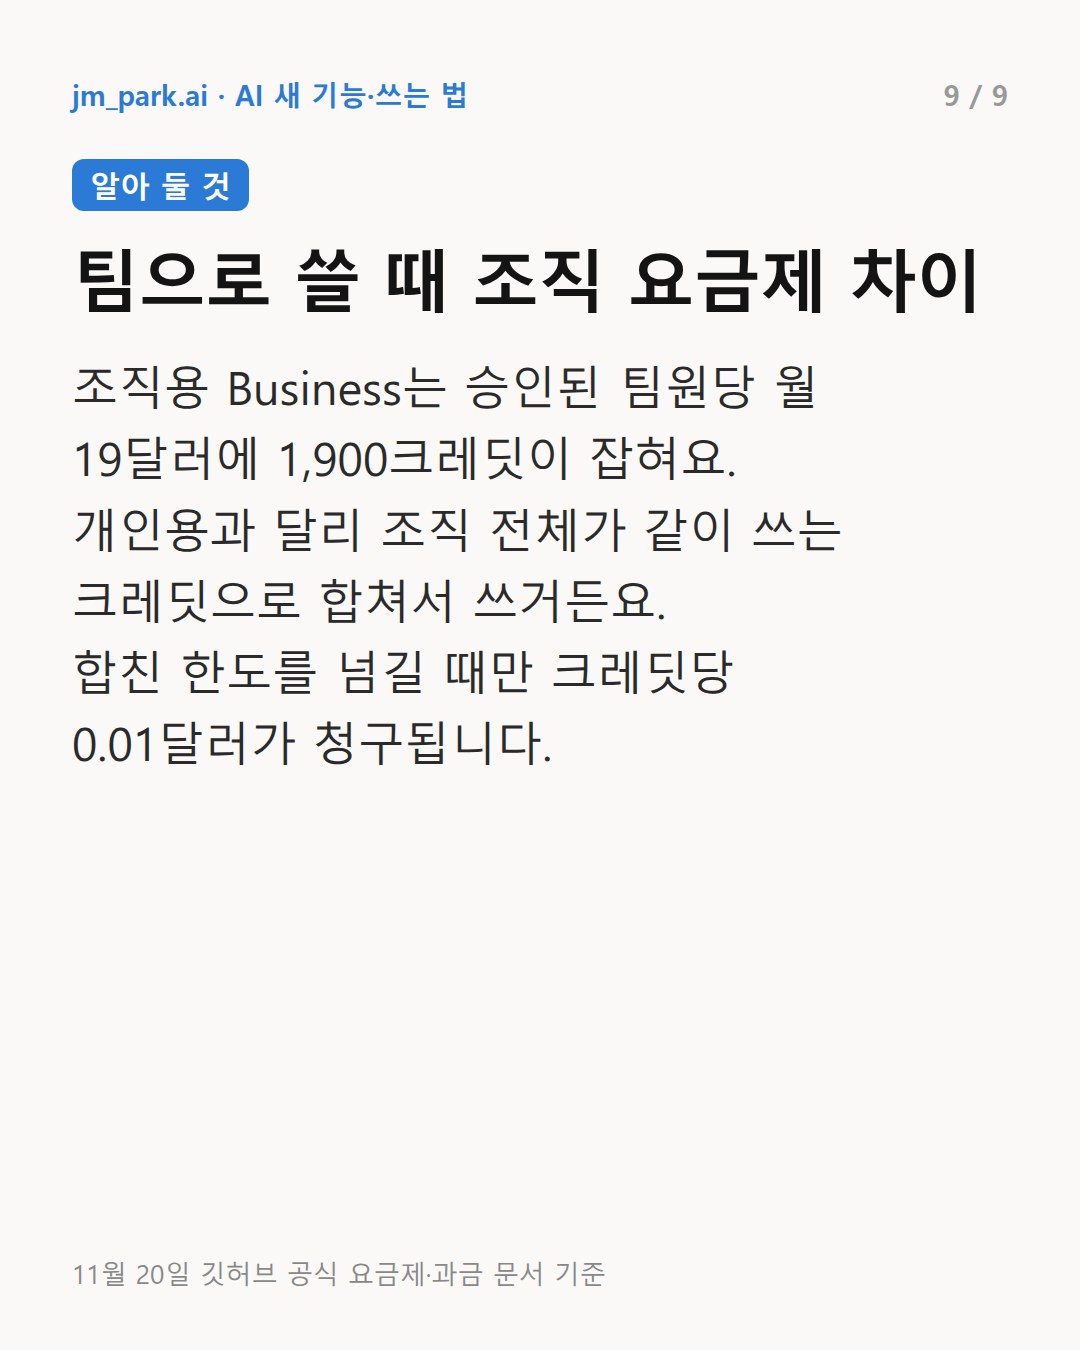 jm_park.ai · AI 새 기능·쓰는 법
9 / 9
알아 둘 것
팀으로 쓸 때 조직 요금제 차이
조직용 Business는 승인된 팀원당 월
19달러에 1,900크레딧이 잡혀요.
개인용과 달리 조직 전체가 같이 쓰는
크레딧으로 합쳐서 쓰거든요.
합친 한도를 넘길 때만 크레딧당
0.01달러가 청구됩니다.
11월 20일 깃허브 공식 요금제·과금 문서 기준